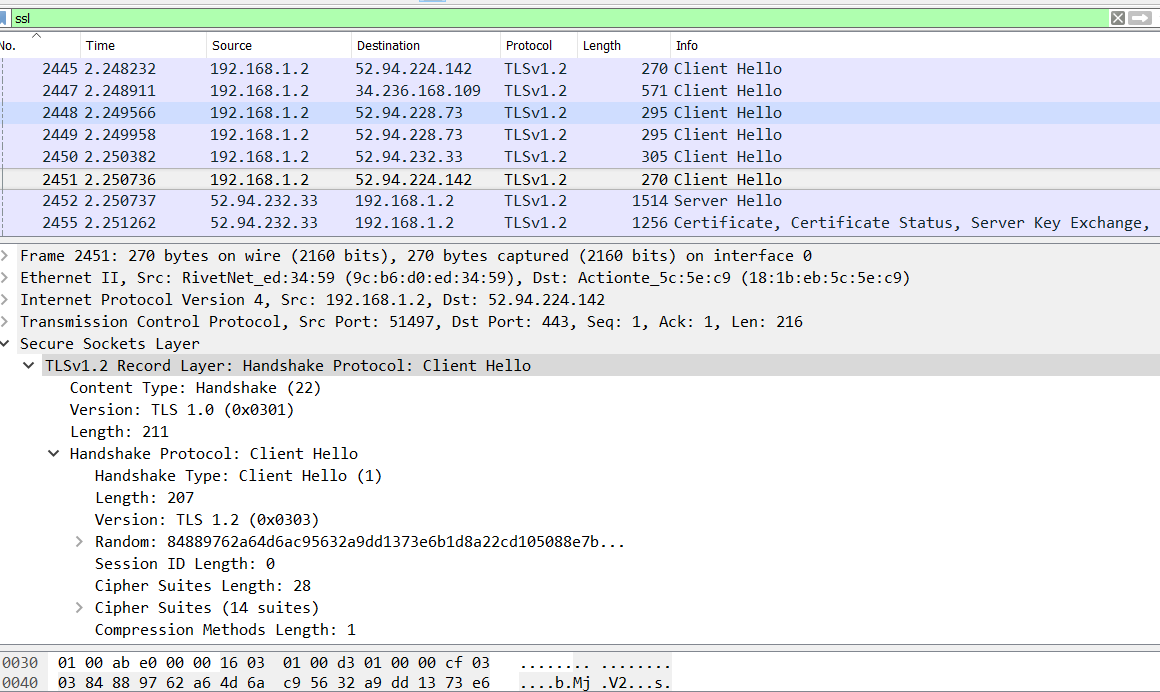 ssl
No. Time Source Destination Protocol Length Info
2445 2.248232 192.168.1.2 52.94.224.142 TLSv1.2 270 Client Hello
2447 2.248911 192.168.1.2 34.236.168.109 TLSv1.2 571 Client Hello
2448 2.249566 192.168.1.2 52.94.228.73 TLSv1.2 295 Client Hello
2449 2.249958 192.168.1.2 52.94.228.73 TLSv1.2 295 Client Hello
2450 2.250382 192.168.1.2 52.94.232.33 TLSv1.2 305 Client Hello
2451 2.250736 192.168.1.2 52.94.224.142 TLSv1.2 270 Client Hello
2452 2.250737 52.94.232.33 192.168.1.2 TLSv1.2 1514 Server Hello
2455 2.251262 52.94.232.33 192.168.1.2 TLSv1.2 1256 Certificate, Certificate Status, Server Key Exchange,
Frame 2451: 270 bytes on wire (2160 bits), 270 bytes captured (2160 bits) on interface 0
Ethernet II, Src: RivetNet_ed:34:59 (9c:b6:d0:ed:34:59), Dst: Actionte_5c:5e:c9 (18:1b:eb:5c:5e:c9)
Internet Protocol Version 4, Src: 192.168.1.2, Dst: 52.94.224.142
Transmission Control Protocol, Src Port: 51497, Dst Port: 443, Seq: 1, Ack: 1, Len: 216
Secure Sockets Layer
TLSv1.2 Record Layer: Handshake Protocol: Client Hello
Content Type: Handshake (22)
Version: TLS 1.0 (0x0301)
Length: 211
Handshake Protocol: Client Hello
Handshake Type: Client Hello (1)
Length: 207
Version: TLS 1.2 (0x0303)
Random: 84889762a64d6ac95632a9dd1373e6b1d8a22cd105088e7b...
Session ID Length: 0
Cipher Suites Length: 28
Cipher Suites (14 suites)
Compression Methods Length: 1
0030 01 00 ab e0 00 00 16 03 01 00 d3 01 00 00 cf 03 ........ ........
0040 03 84 88 97 62 a6 4d 6a c9 56 32 a9 dd 13 73 e6 ....b.Mj .V2...s.